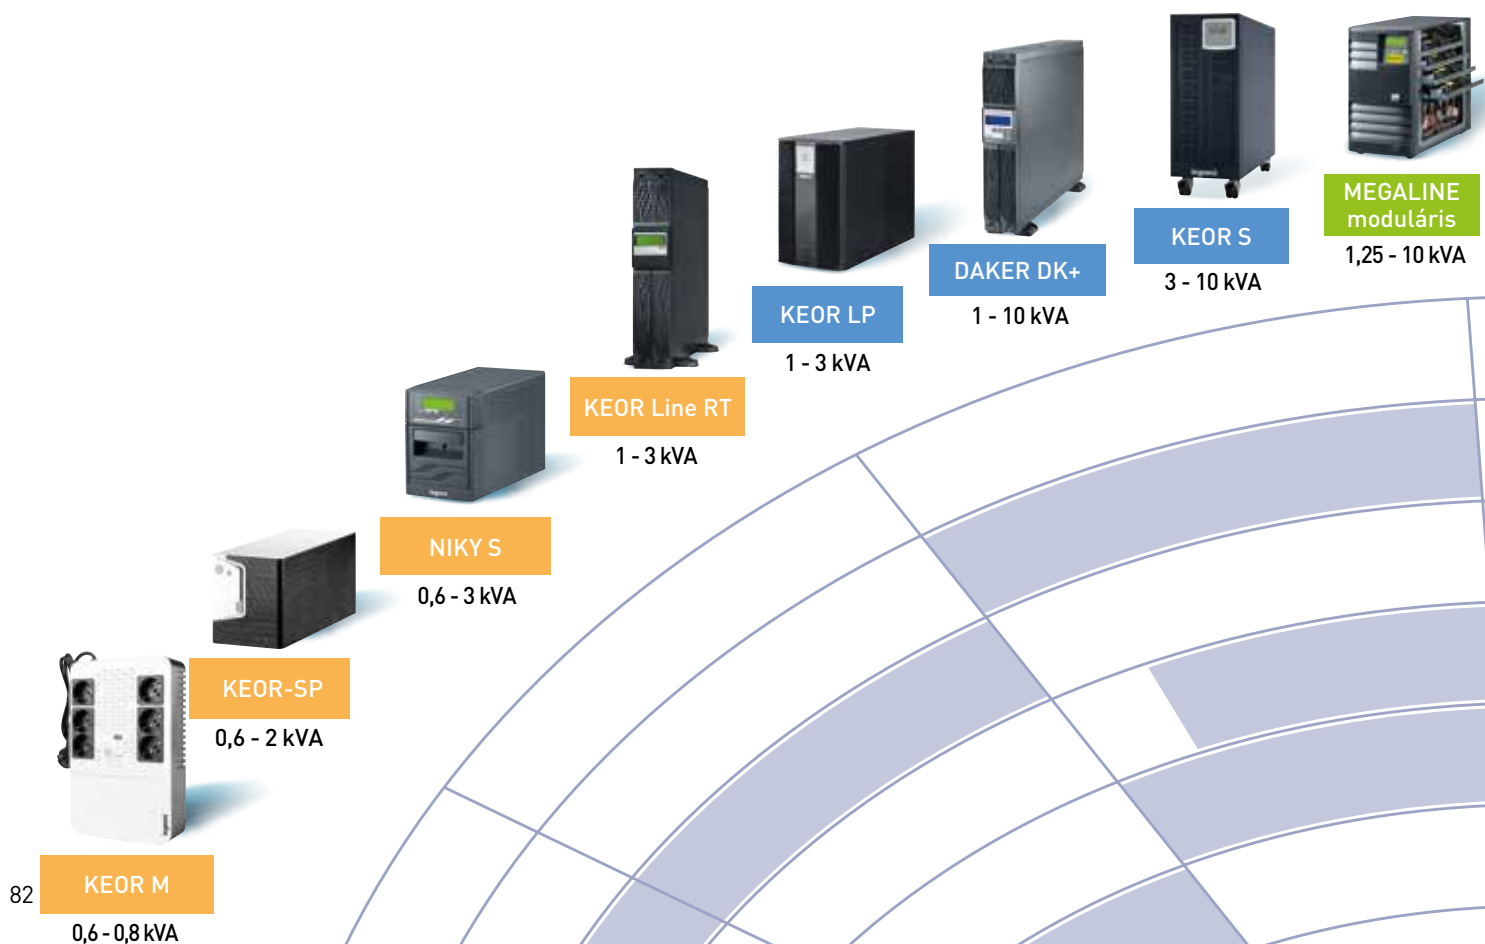 MEGALINE
moduláris
1,25 - 10 kVA
KEOR S
3 - 10 kVA
DAKER DK+
1 - 10 kVA
KEOR LP
1 - 3 kVA
KEOR Line RT
1 - 3 kVA
NIKY S
0,6 - 3 kVA
KEOR-SP
0,6 - 2 kVA
82
KEOR M
0,6 - 0,8 kVA